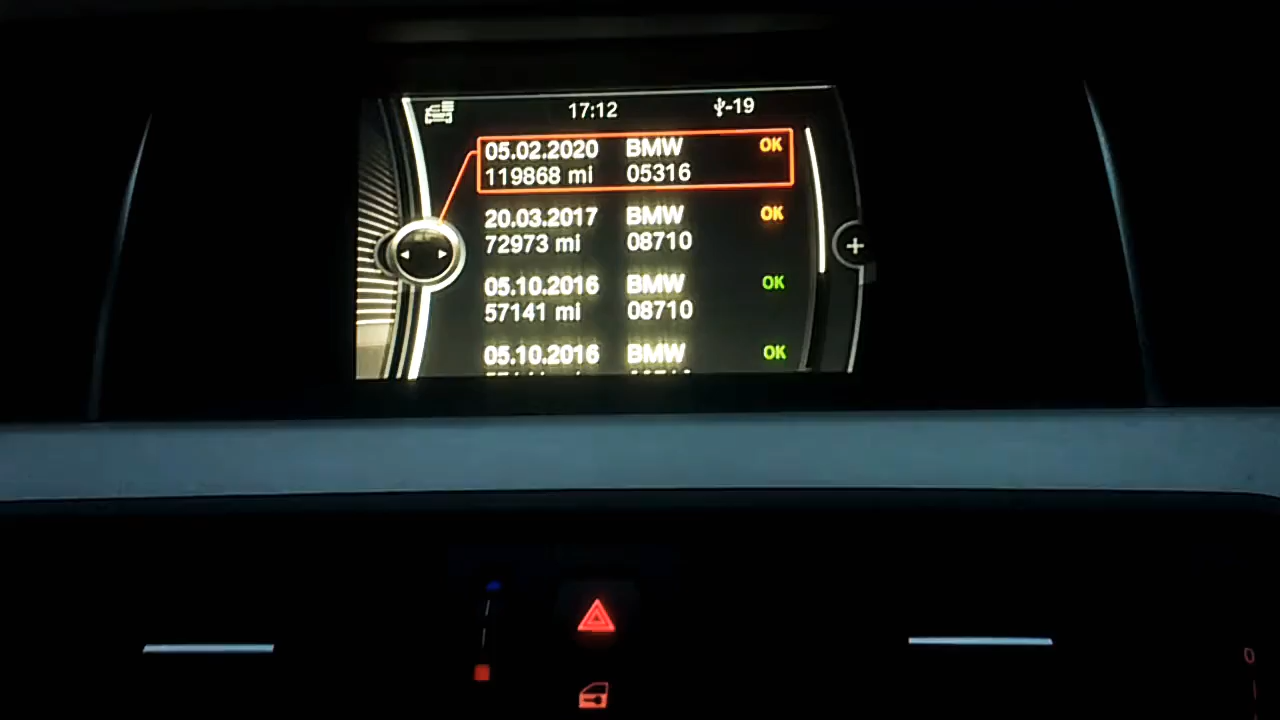 17:12 -19
05.02.2020 BMW OK
119868 mi 05316
20.03.2017 BMW OK
72973 mi 08710
05.10.2016 BMW OK
57141 mi 08710
05.10.2016 BMW OK
0